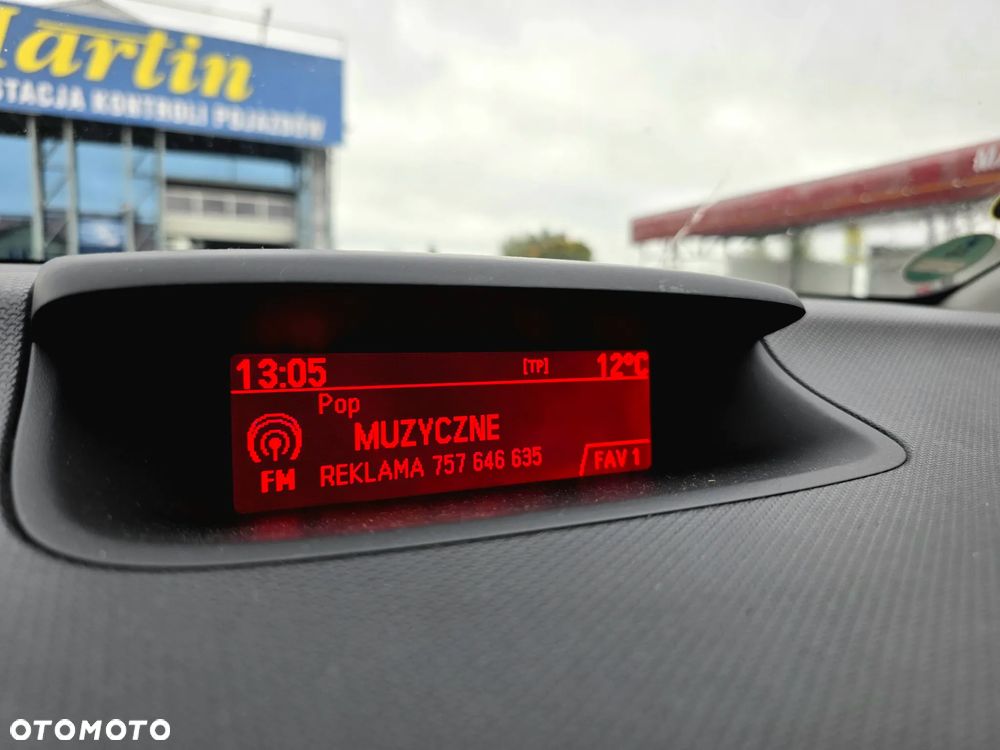 Martin
STACJA KONTROLI POJAZDÓW
13:05 [TP] 12°C
Pop
MUZYCZNE
FM REKLAMA 757 646 635 FAV 1
OTOMOTO